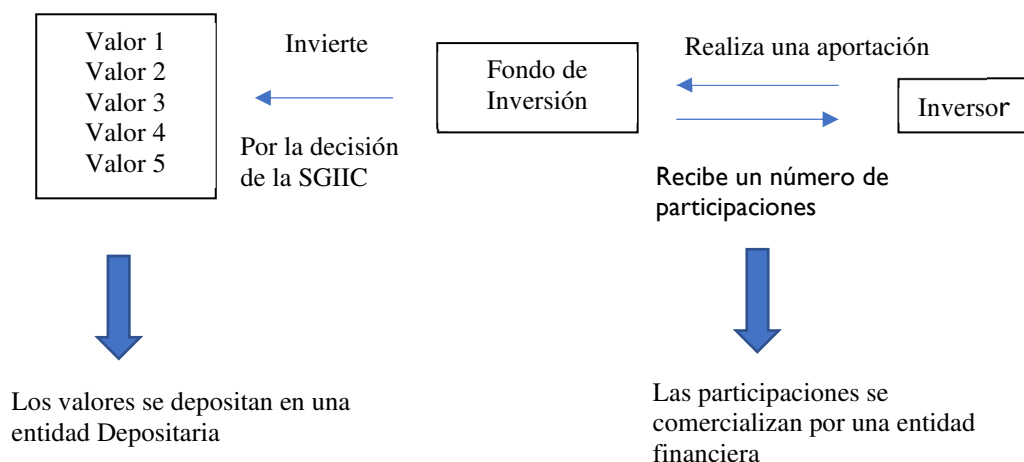 Valor 1
Valor 2
Valor 3
Valor 4
Valor 5
Invierte
Por la decisión
de la SGIIC
Fondo de
Inversión
Realiza una aportación
Inversor
Recibe un número de
participaciones
Los valores se depositan en una
entidad Depositaria
Las participaciones se
comercializan por una entidad
financiera